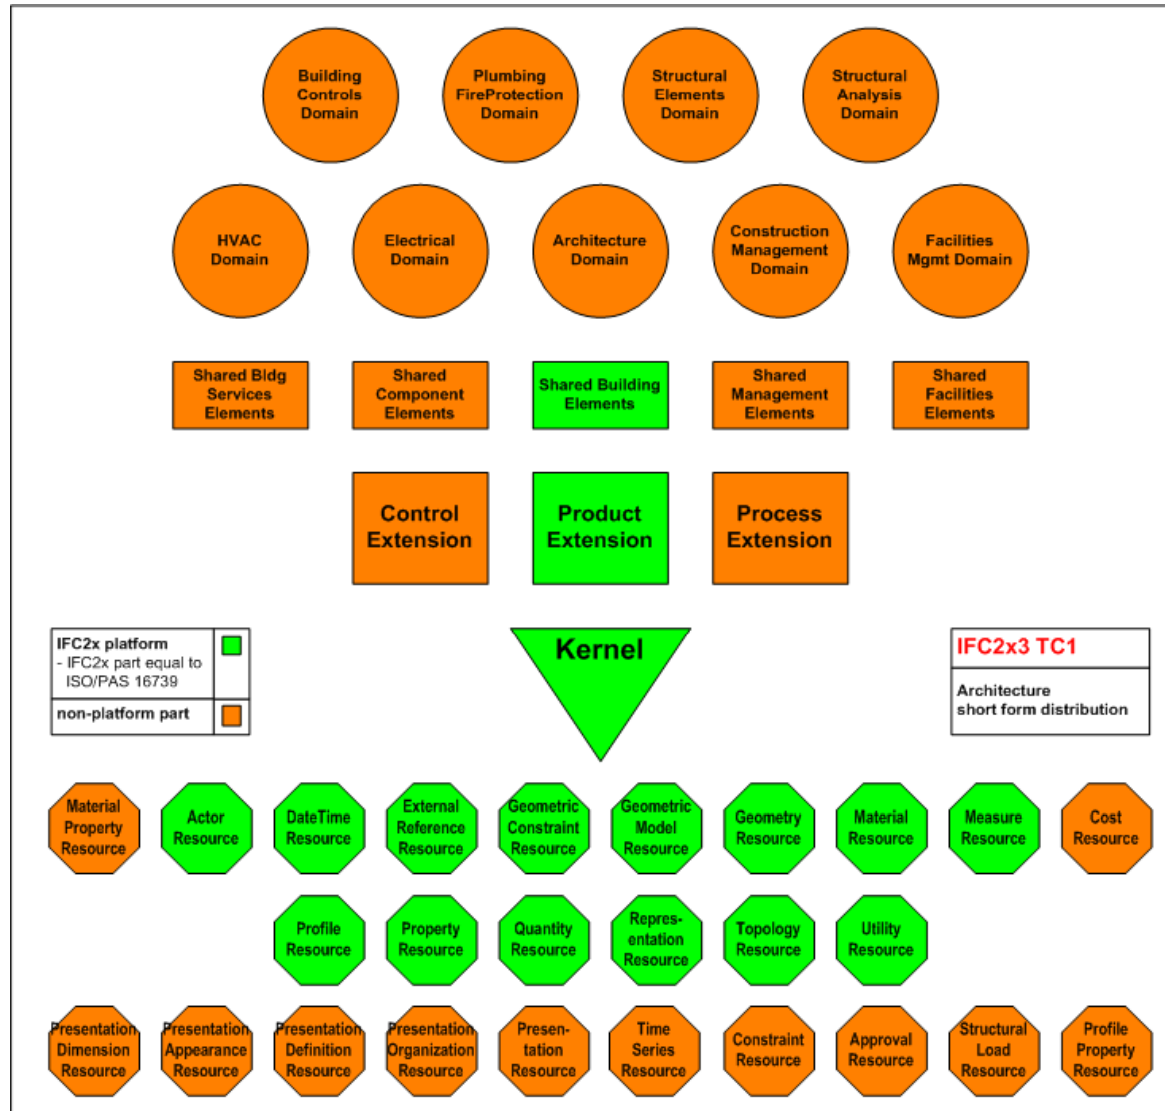 Building
Controls
Domain
Plumbing
FireProtection
Domain
Structural
Elements
Domain
Structural
Analysis
Domain
HVAC
Domain
Electrical
Domain
Architecture
Domain
Construction
Management
Domain
Facilities
Mgmt Domain
Shared Bldg
Services
Elements
Shared
Component
Elements
Shared Building
Elements
Shared
Management
Elements
Shared
Facilities
Elements
Control
Extension
Product
Extension
Process
Extension
IFC2x platform
- IFC2x part equal to
ISO/PAS 16739
non-platform part
Kernel
IFC2x3 TC1
Architecture
short form distribution
Material
Property
Resource
Actor
Resource
DateTime
Resource
External
Reference
Resource
Geometric
Constraint
Resource
Geometric
Model
Resource
Geometry
Resource
Material
Resource
Measure
Resource
Cost
Resource
Profile
Resource
Property
Resource
Quantity
Resource
Repres-
entation
Resource
Topology
Resource
Utility
Resource
Presentation
Dimension
Resource
Presentation
Appearance
Resource
Presentation
Definition
Resource
Presentation
Organization
Resource
Presen-
tation
Resource
Time
Series
Resource
Constraint
Resource
Approval
Resource
Structural
Load
Resource
Profile
Property
Resource